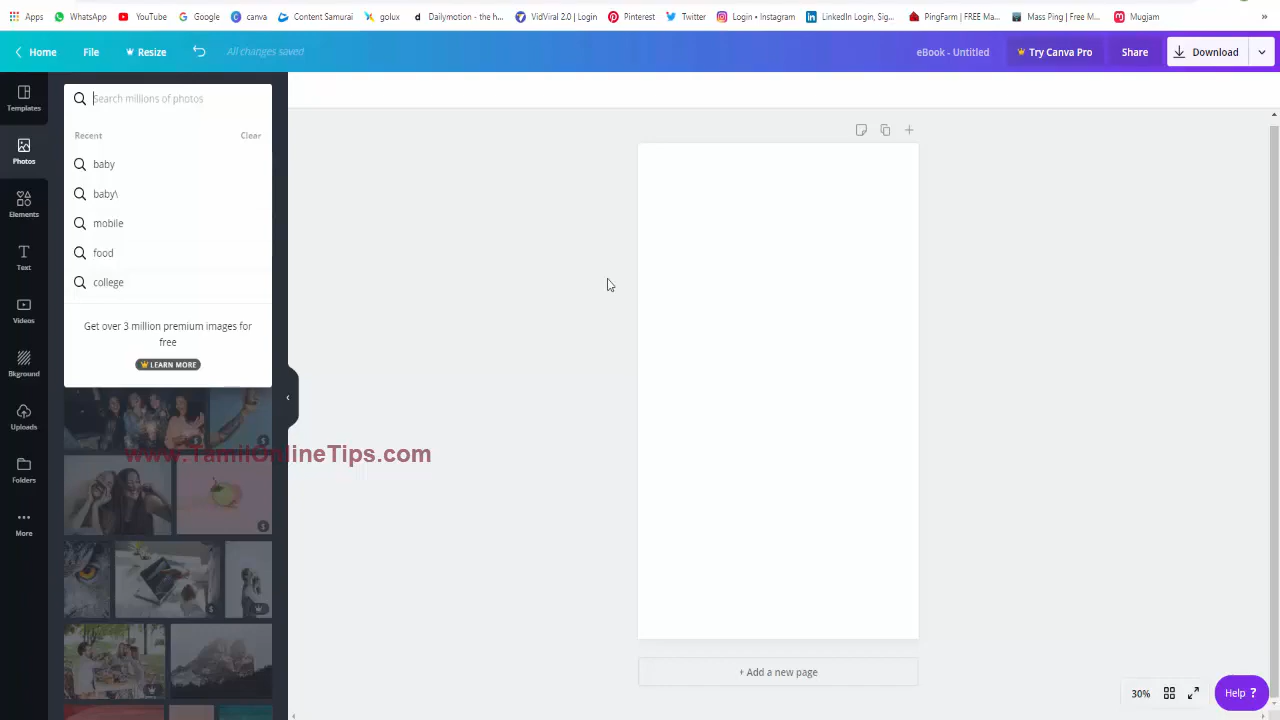 Apps WhatsApp YouTube Google canva Content Samurai golux Dailymotion - the h... VidViral 2.0 | Login Pinterest Twitter Login • Instagram LinkedIn Login, Sig... PingFarm | FREE Ma... Mass Ping | Free M... Mugjam »
Home File Resize All changes saved eBook - Untitled Try Canva Pro Share Download
Templates
Photos
Elements
Text
Videos
Bkground
Uploads
Folders
More
Search millions of photos
Recent Clear
baby
baby\
mobile
food
college
Get over 3 million premium images for
free
LEARN MORE
www.TamilOnlineTips.com
+ Add a new page
30% Help ?